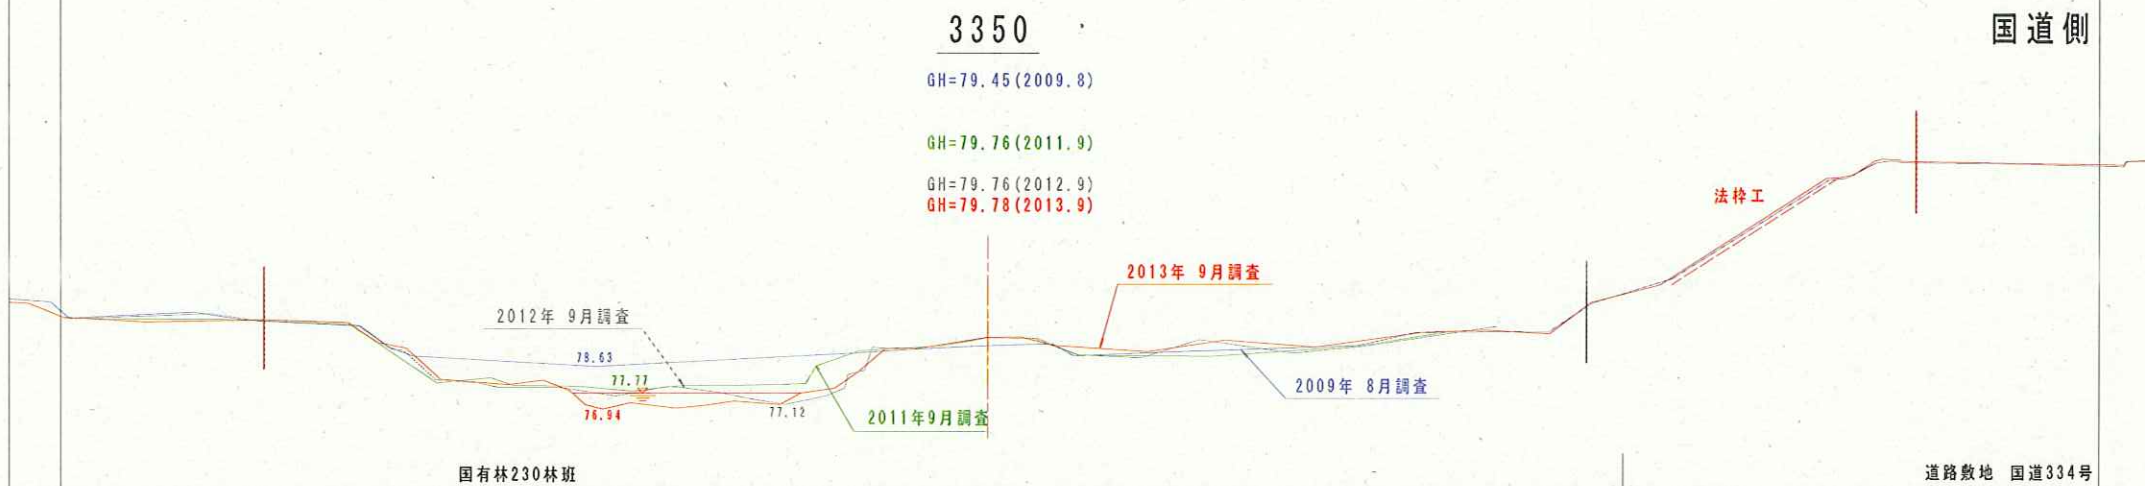 3350
国道側
GH=79.45(2009.8)
GH=79.76(2011.9)
GH=79.76(2012.9)
GH=79.78(2013.9)
法枠工
2013年 9月調査
2012年 9月調査
78.63
77.77
2009年 8月調査
76.94
77.12
2011年9月調査
国有林230林班
道路敷地 国道334号